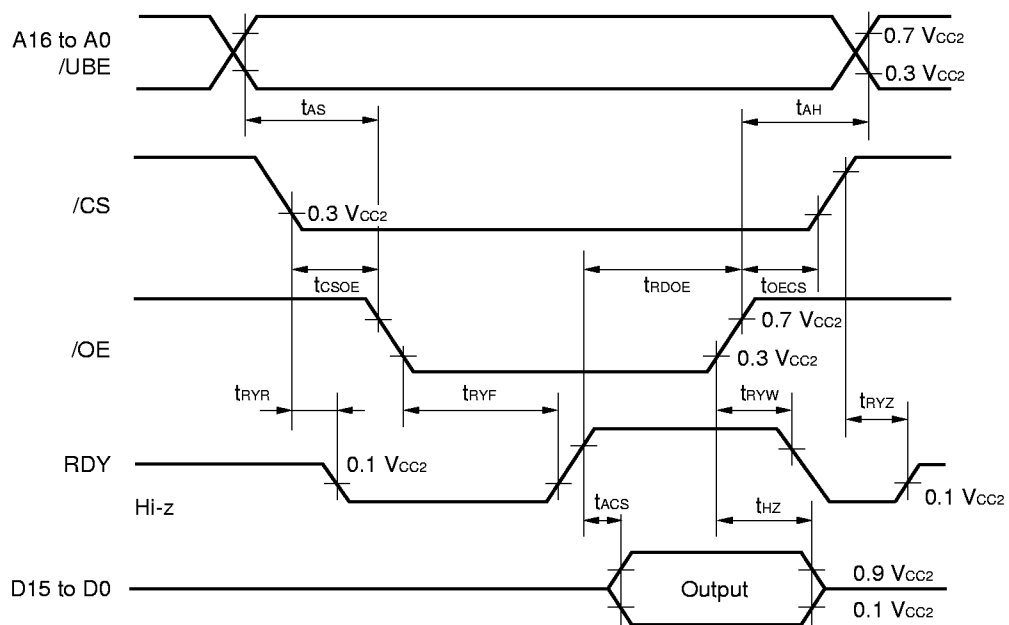 A16 to A0
/UBE
0.7 VCC2
0.3 VCC2
tAS
tAH
/CS
0.3 VCC2
tCSOE
tRDOE
tOECS
/OE
0.7 VCC2
0.3 VCC2
tRYR
tRYF
tRYW
tRYZ
RDY
0.1 VCC2
Hi-z
0.1 VCC2
tACS
tHZ
D15 to D0
Output
0.9 VCC2
0.1 VCC2